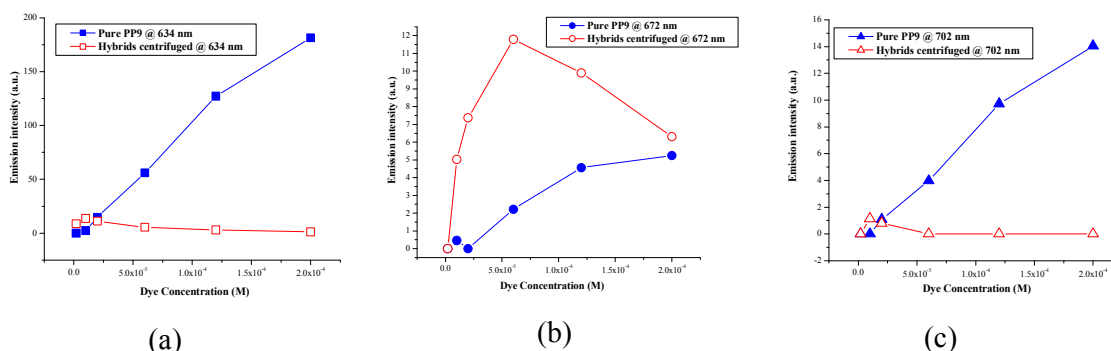 200
150
100
50
0
Emission intensity (a.u.)
Pure PP9 @ 634 nm
Hybrids centrifuged @ 634 nm
0.0
5.0x10⁻⁵
1.0x10⁻⁴
1.5x10⁻⁴
2.0x10⁻⁴
Dye Concentration (M)
(a)
12
11
10
9
8
7
6
5
4
3
2
1
0
Emission intensity (a.u.)
Pure PP9 @ 672 nm
Hybrids centrifuged @ 672 nm
0.0
5.0x10⁻⁵
1.0x10⁻⁴
1.5x10⁻⁴
2.0x10⁻⁴
Dye Concentration (M)
(b)
16
14
12
10
8
6
4
2
0
-2
Emission intensity (a.u.)
Pure PP9 @ 702 nm
Hybrids centrifuged @ 702 nm
0.0
5.0x10⁻⁵
1.0x10⁻⁴
1.5x10⁻⁴
2.0x10⁻⁴
Dye Concentration (M)
(c)